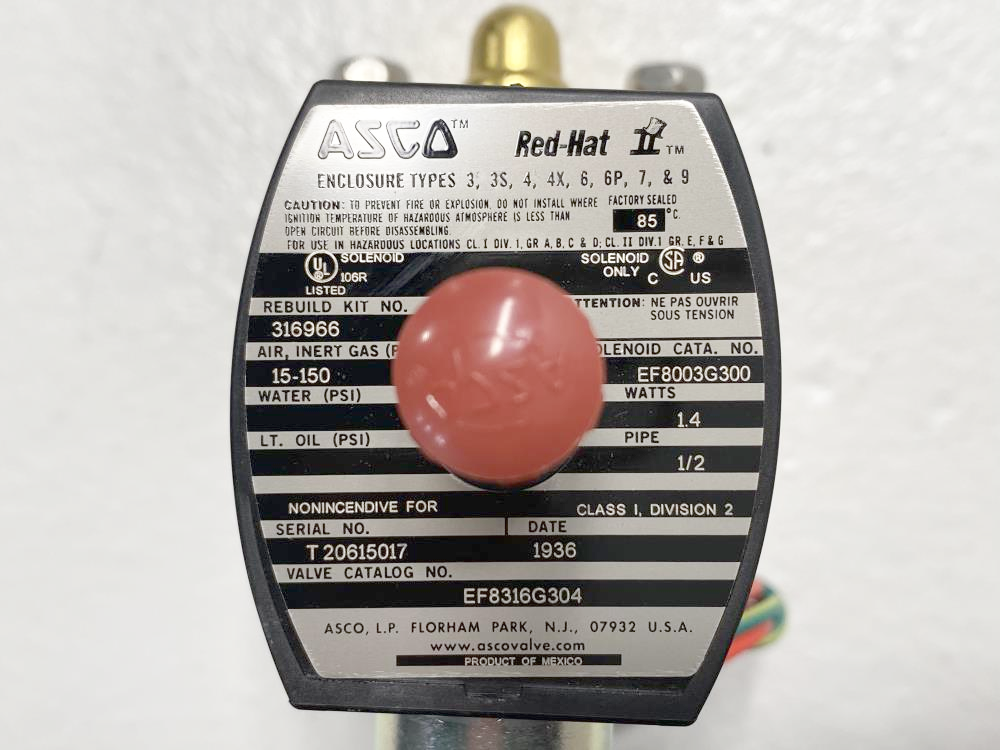 ASCO™
Red-Hat II™
ENCLOSURE TYPES 3, 3S, 4, 4X, 6, 6P, 7, & 9
CAUTION: TO PREVENT FIRE OR EXPLOSION, DO NOT INSTALL WHERE
IGNITION TEMPERATURE OF HAZARDOUS ATMOSPHERE IS LESS THAN
OPEN CIRCUIT BEFORE DISASSEMBLING.
FACTORY SEALED
85 °C.
FOR USE IN HAZARDOUS LOCATIONS CL. I DIV. 1, GR A, B, C & D; CL. II DIV. 1 GR. E, F & G
UL SOLENOID
106R
LISTED
SOLENOID
ONLY
C SA ® US
REBUILD KIT NO.
316966
ATTENTION: NE PAS OUVRIR
SOUS TENSION
AIR, INERT GAS
15-150
CATA. NO.
EF8003G300
WATER (PSI)
WATTS
1.4
LT. OIL (PSI)
PIPE
1/2
NONINCENDIVE FOR
CLASS I, DIVISION 2
SERIAL NO.
DATE
T 20615017
1936
VALVE CATALOG NO.
EF8316G304
ASCO, L.P. FLORHAM PARK, N.J., 07932 U.S.A.
www.ascovalve.com
PRODUCT OF MEXICO